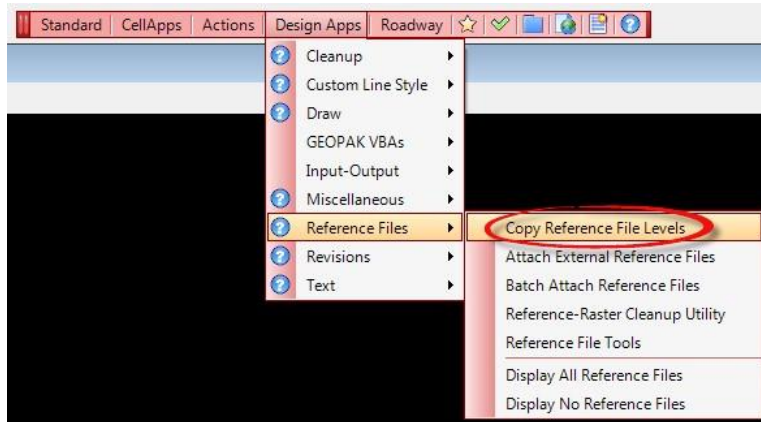 Standard CellApps Actions Design Apps Roadway
Cleanup
Custom Line Style
Draw
GEOPAK VBAs
Input-Output
Miscellaneous
Reference Files
Revisions
Text
Copy Reference File Levels
Attach External Reference Files
Batch Attach Reference Files
Reference-Raster Cleanup Utility
Reference File Tools
Display All Reference Files
Display No Reference Files